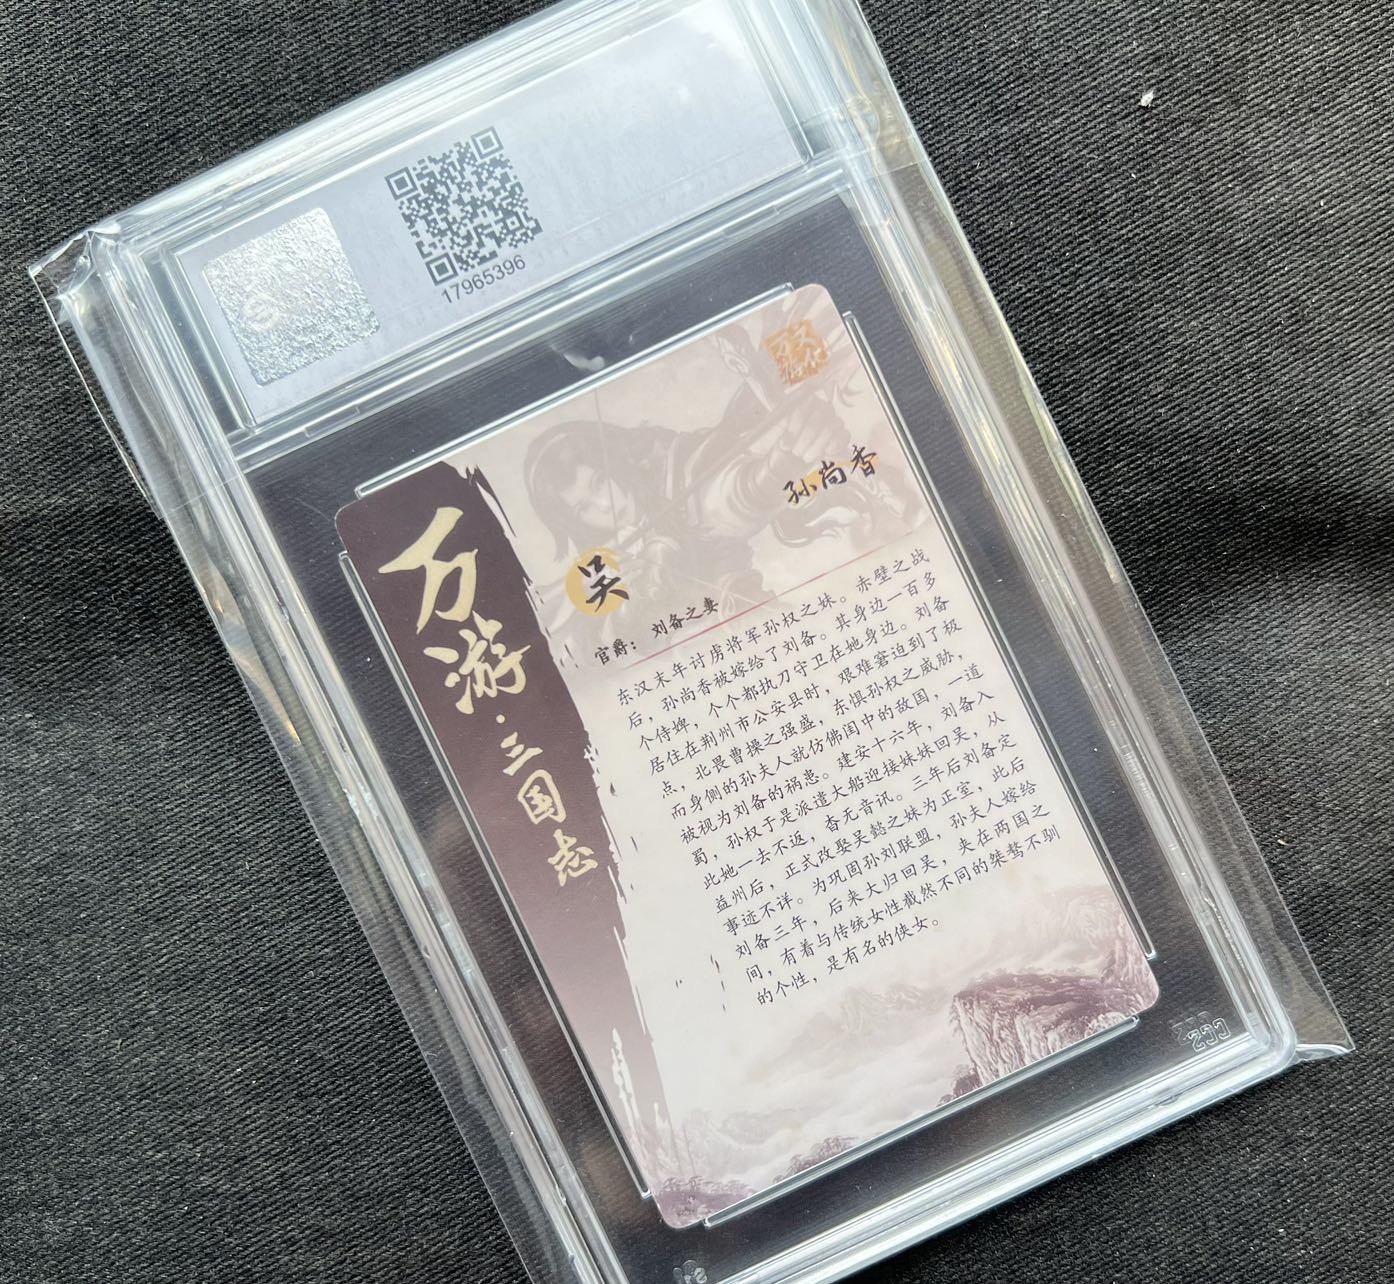 17965396
万游
文化
孙尚香
吴
官爵：刘备之妻
万游·三国志
东汉末年讨虏将军孙权之妹。赤壁之战
后，孙尚香被嫁给了刘备。其身边一百多
个侍婢，个个都执刀守卫在她身边。刘备
居住在荆州市公安县时，艰难窘迫到了极
点，北畏曹操之强盛，东惧孙权之威胁，
而身侧的孙夫人就仿佛闺中的敌国，一道
被视为刘备的祸患。建安十六年，刘备入
蜀，孙权于是派遣大船迎接妹妹回吴，从
此她一去不返，杳无音讯。三年后刘备定
益州后，正式改娶吴懿之妹为正室，此后
事迹不详。为巩固孙刘联盟，孙夫人嫁给
刘备三年，后来大归回吴，夹在两国之
间，有着与传统女性截然不同的桀骜不驯
的个性，是有名的侠女。